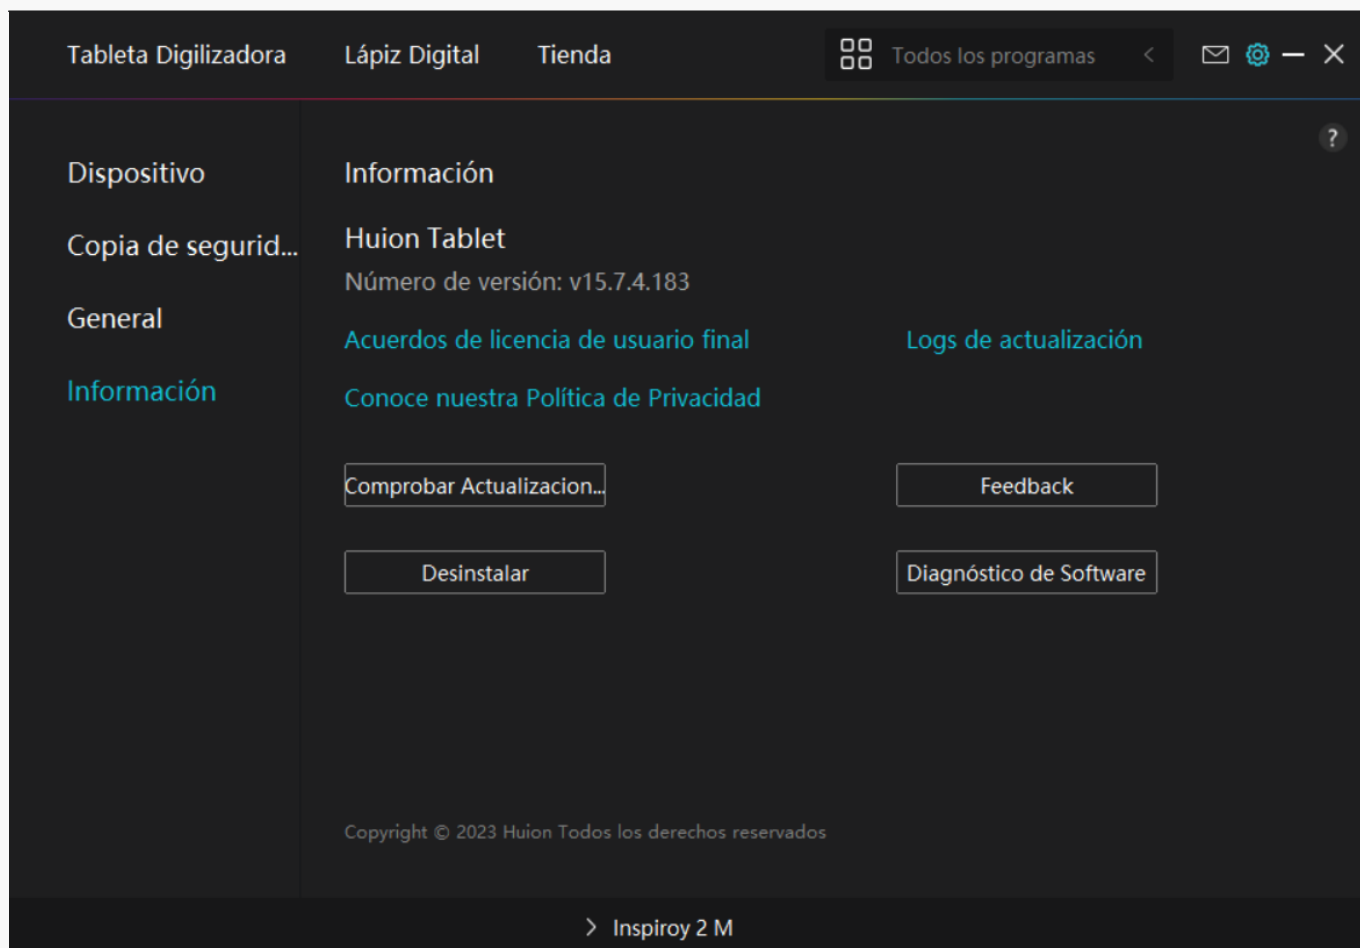 Tableta Digilizadora Lápiz Digital Tienda Todos los programas <
?
Dispositivo
Copia de segurid...
General
Información
Información
Huion Tablet
Número de versión: v15.7.4.183
Acuerdos de licencia de usuario final Logs de actualización
Conoce nuestra Política de Privacidad
Comprobar Actualizacion... Feedback
Desinstalar Diagnóstico de Software
Copyright © 2023 Huion Todos los derechos reservados
> Inspiroy 2 M